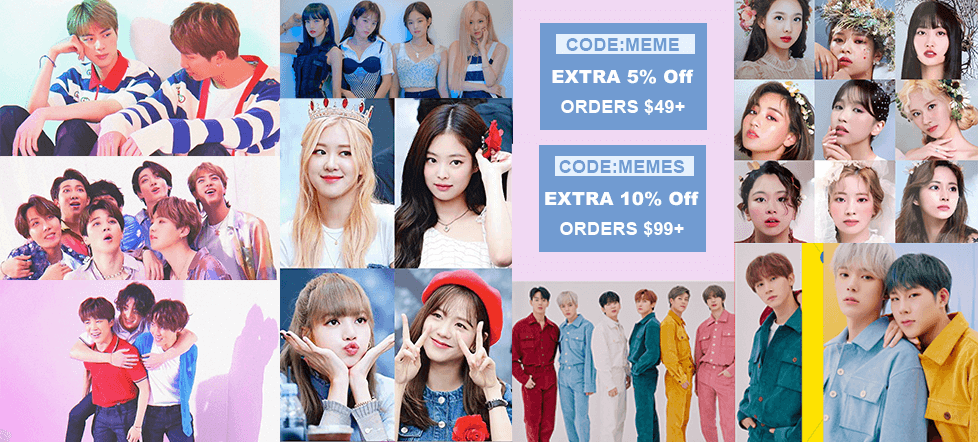 CODE:MEME
EXTRA 5% Off
ORDERS $49+
CODE:MEMES
EXTRA 10% Off
ORDERS $99+